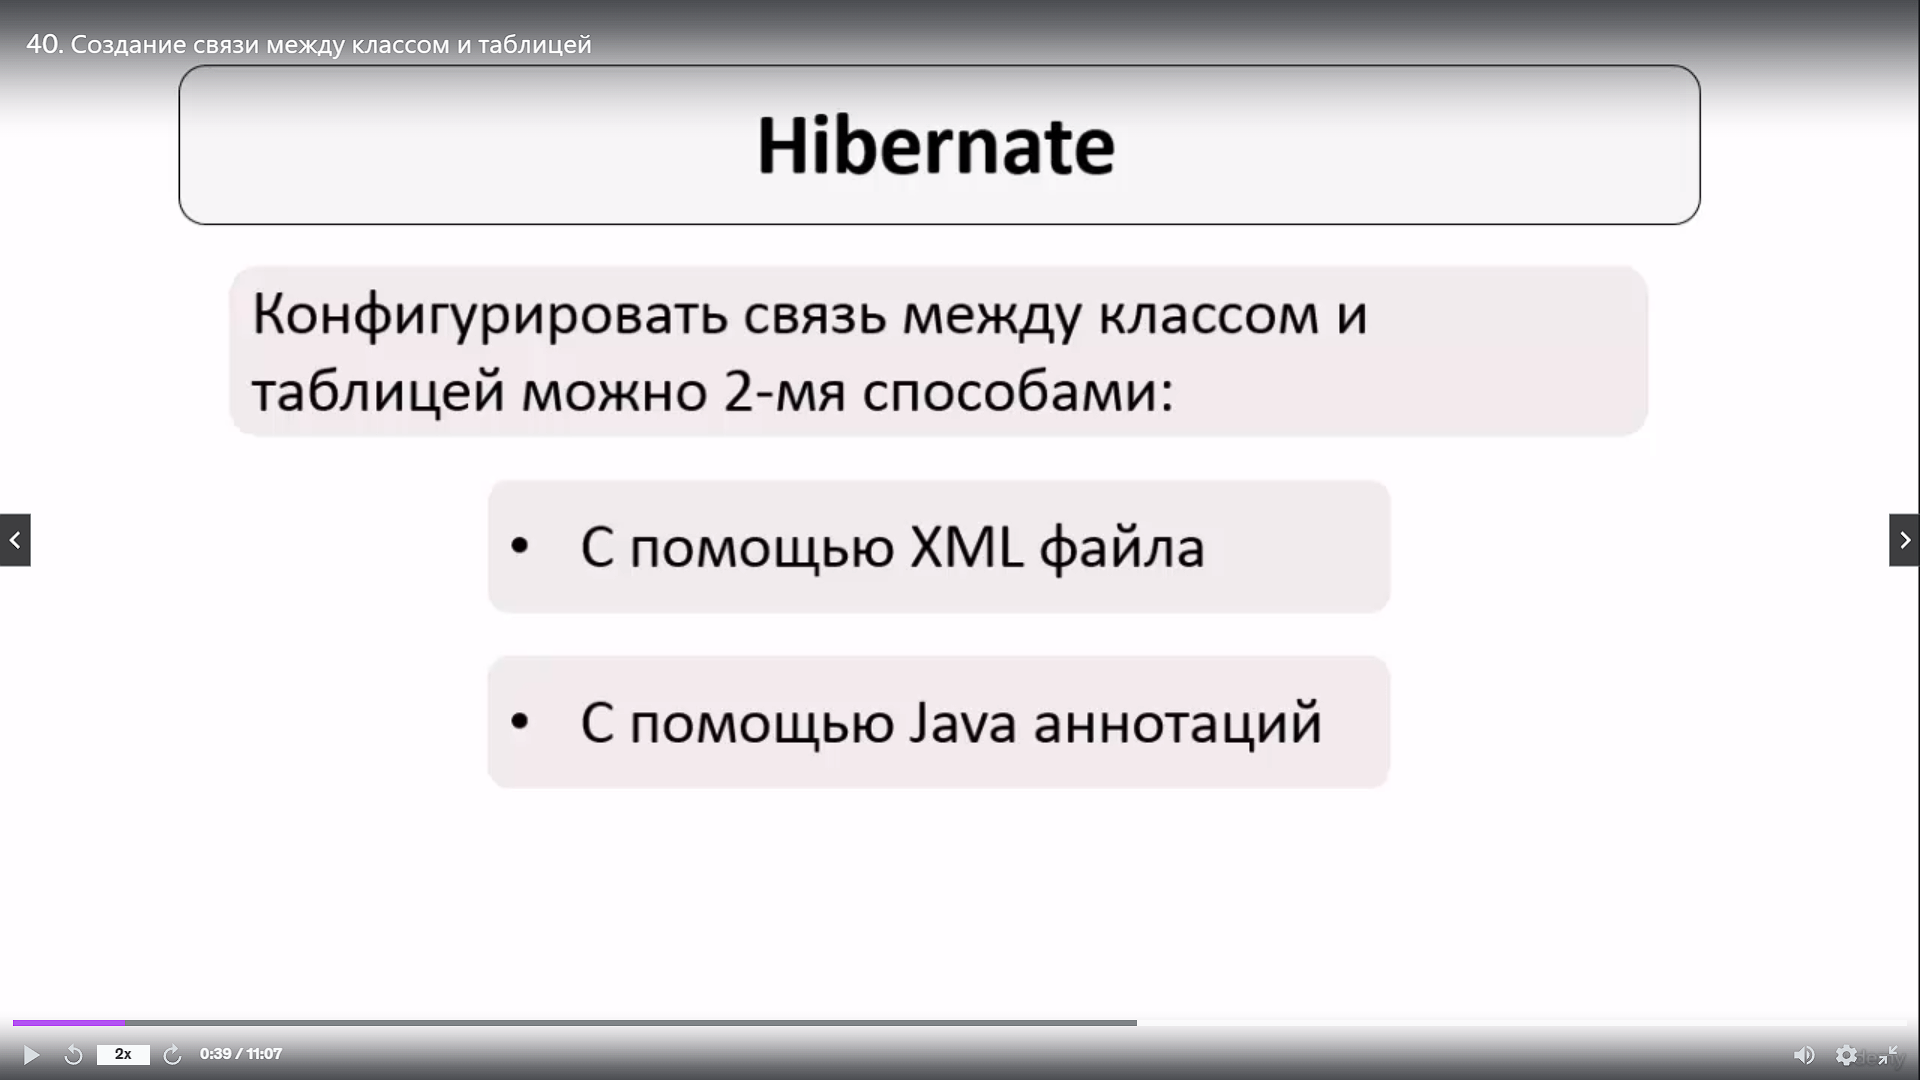 40. Создание связи между классом и таблицей
Hibernate
Конфигурировать связь между классом и
таблицей можно 2-мя способами:
• С помощью XML файла
• С помощью Java аннотаций
2x
0:39 / 11:07